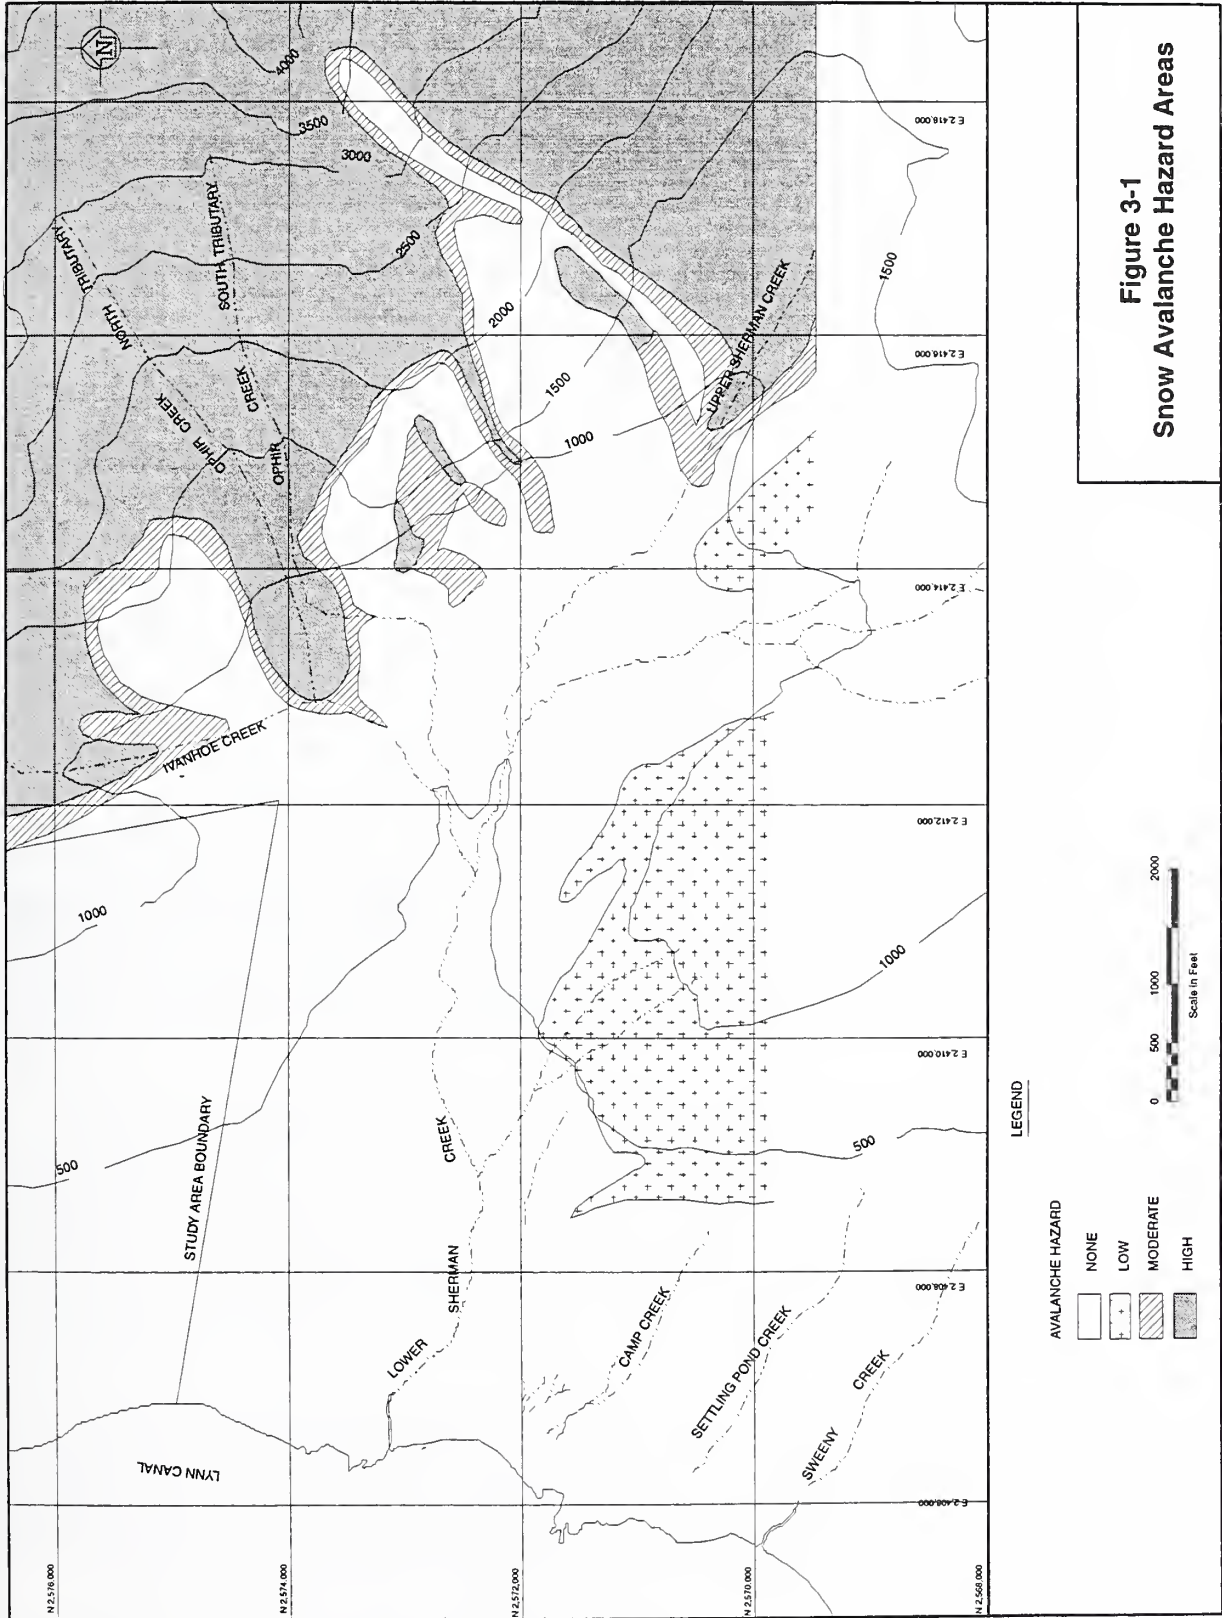 Figure 3-1
Snow Avalanche Hazard Areas
N
4000
3500
3000
2500
2000
1500
1000
1500
TRIBUTARY
NORTH
OPHIR CREEK
SOUTH TRIBUTARY
CREEK
OPHIR
UPPER SHERMAN CREEK
IVANHOE CREEK
1000
500
STUDY AREA BOUNDARY
1000
500
CREEK
SHERMAN
LOWER
CAMP CREEK
SETTLING POND CREEK
SWEENY
CREEK
LYNN CANAL
E 2,418,000
E 2,416,000
E 2,414,000
E 2,412,000
E 2,410,000
E 2,408,000
E 2,406,000
N 2,576,000
N 2,574,000
N 2,572,000
N 2,570,000
N 2,568,000
LEGEND
AVALANCHE HAZARD
NONE
LOW
MODERATE
HIGH
0 500 1000 2000
Scale in Feet